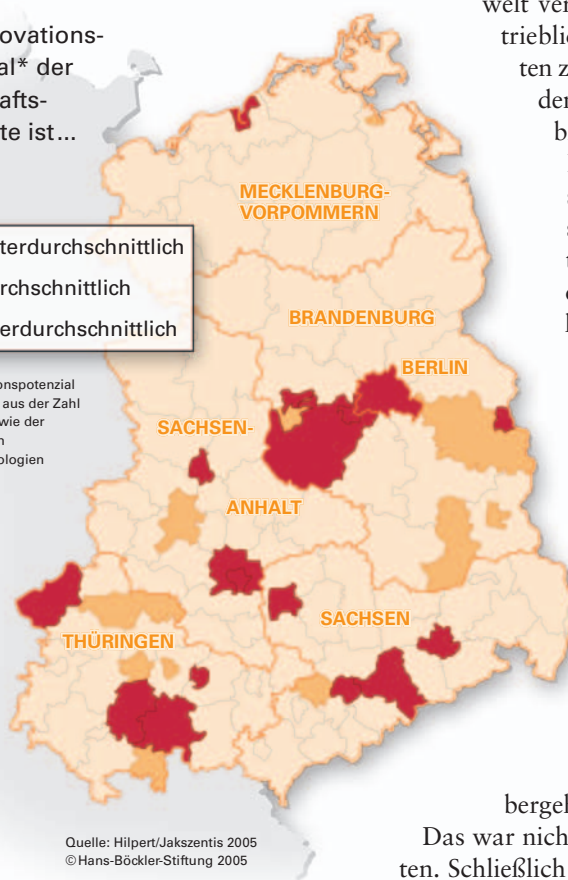 ovations-
al* der
afts-
te ist...
terdurchschnittlich
rchschnittlich
erdurchschnittlich
onspotenzial
aus der Zahl
wie der
n
ologien
MECKLENBURG-
VORPOMMERN
BRANDENBURG
BERLIN
SACHSEN-
ANHALT
SACHSEN
THÜRINGEN
Quelle: Hilpert/Jakszentis 2005
©Hans-Böckler-Stiftung 2005
welt ver
trieblic
ten z
der
b
bergeh
Das war nich
ten. Schließlich